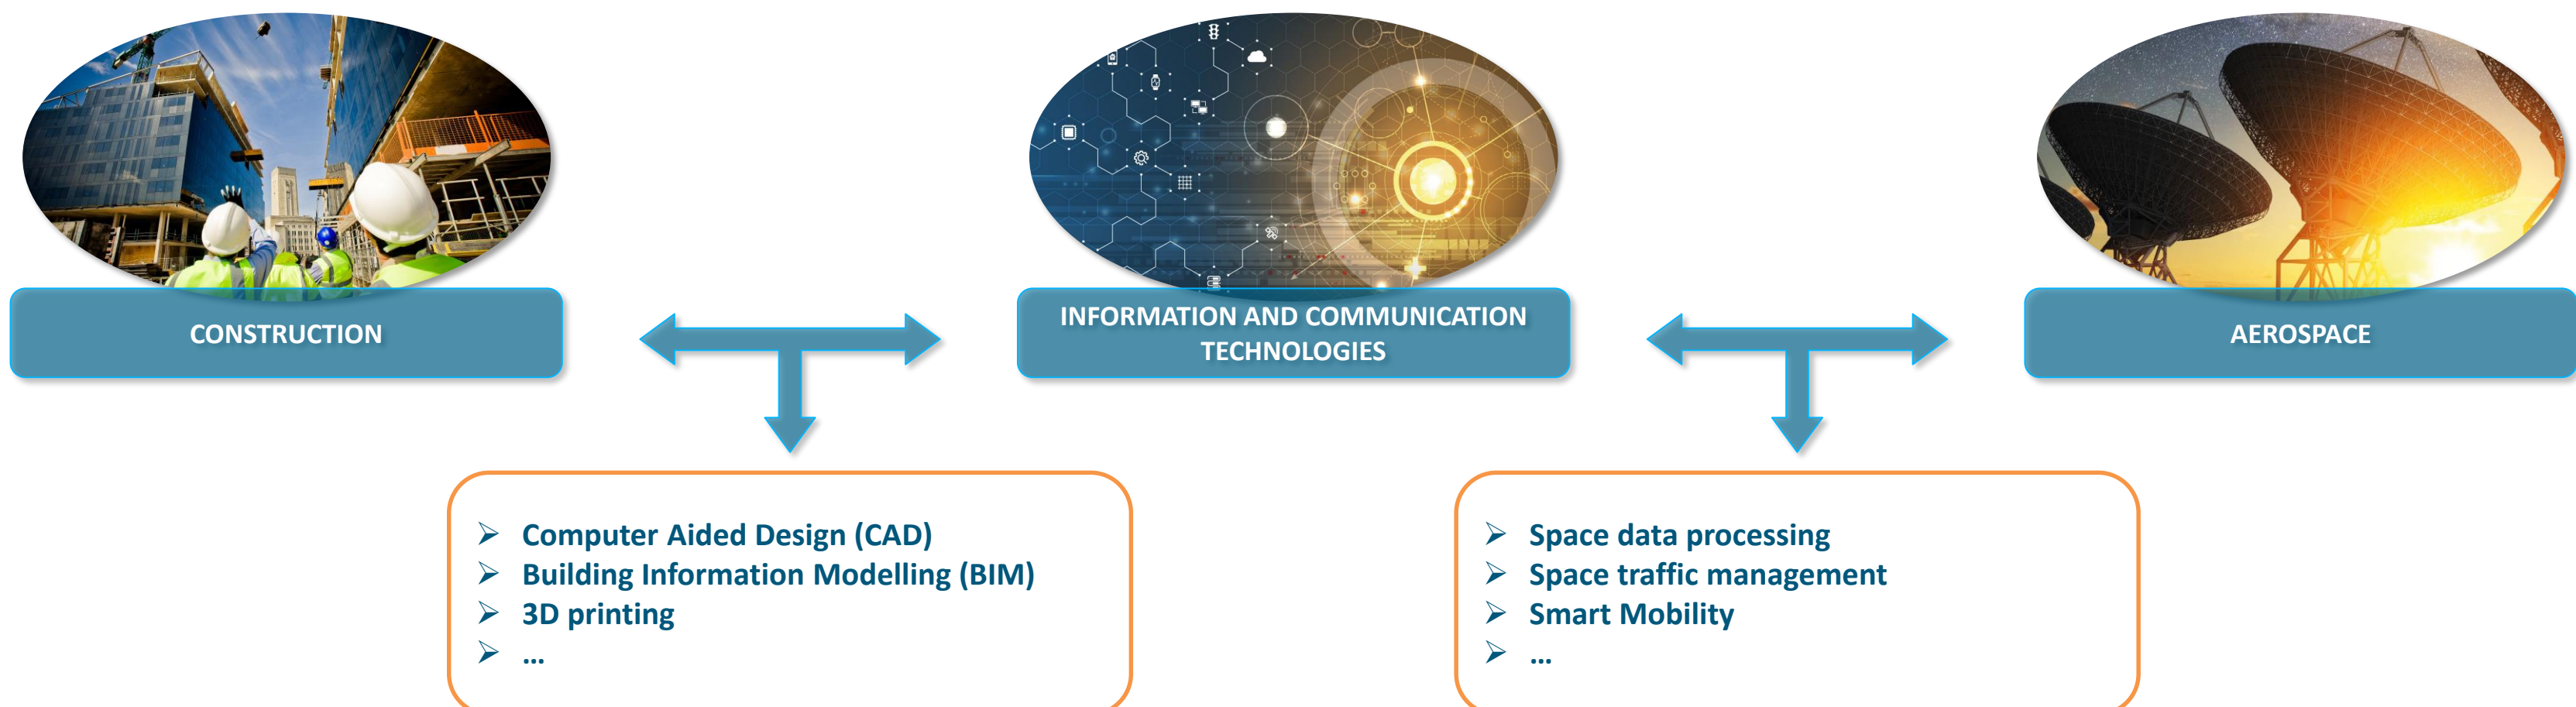 CONSTRUCTION
INFORMATION AND COMMUNICATION
TECHNOLOGIES
AEROSPACE
➢ Computer Aided Design (CAD)
➢ Building Information Modelling (BIM)
➢ 3D printing
➢ …
➢ Space data processing
➢ Space traffic management
➢ Smart Mobility
➢ …